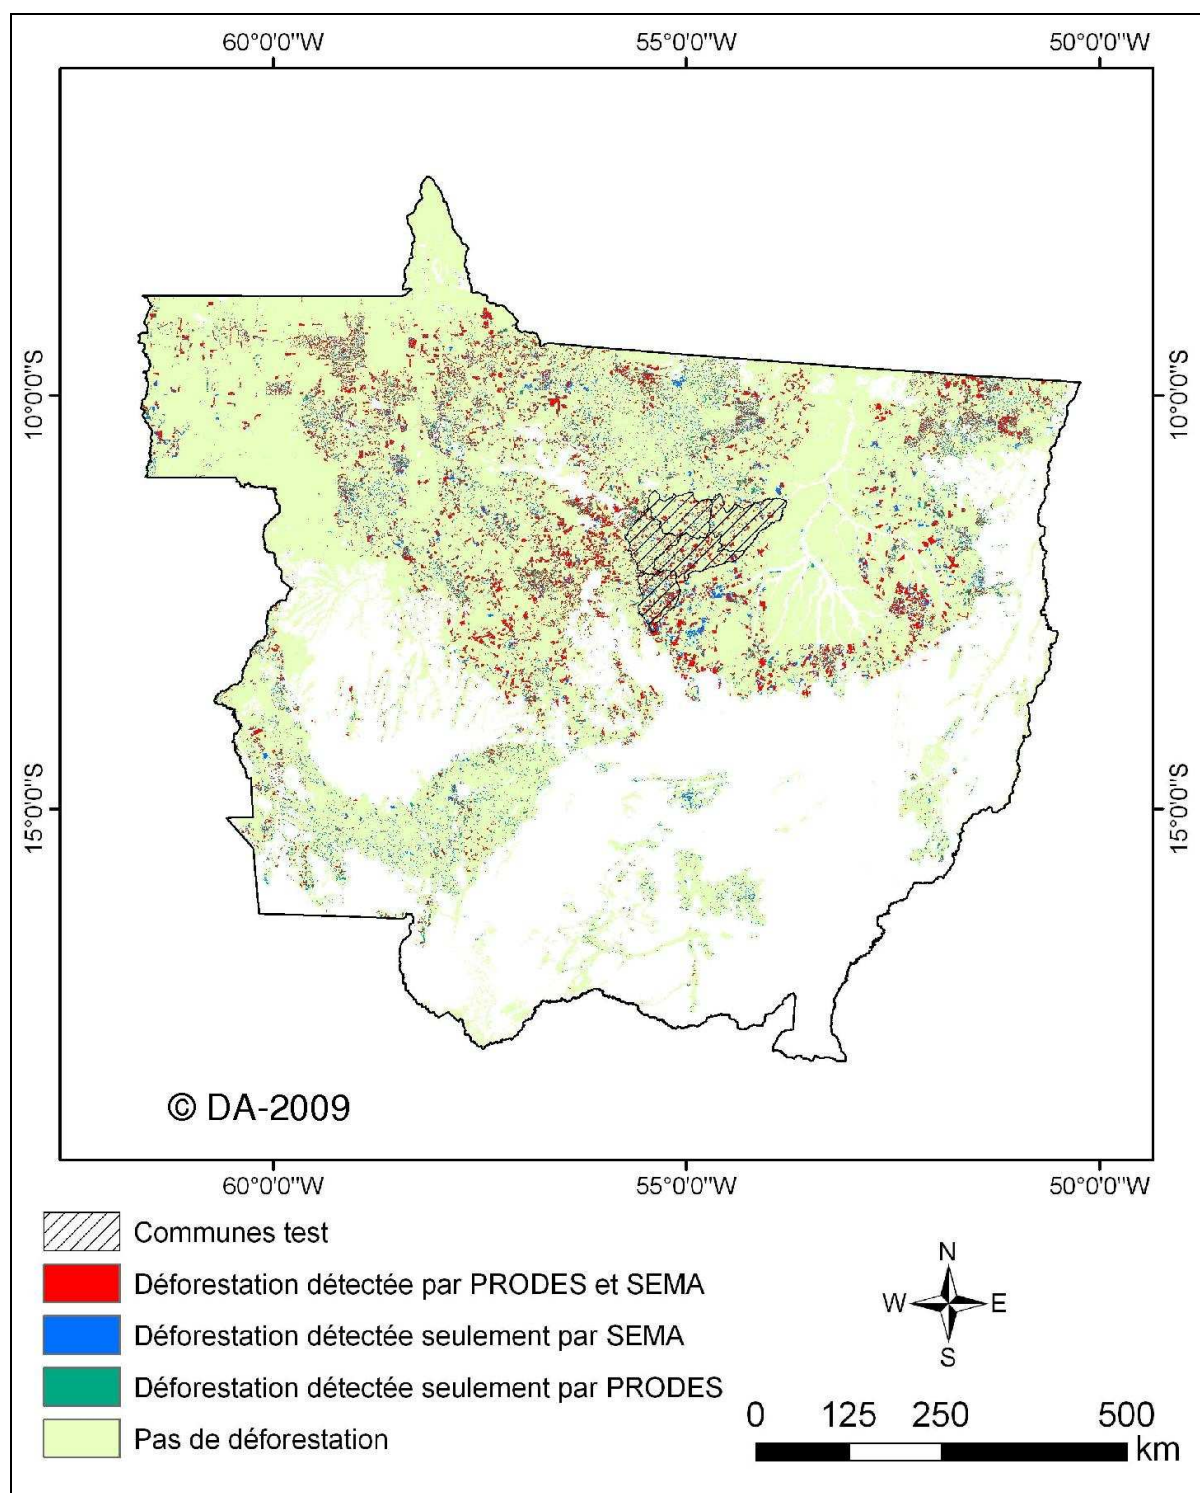 60°0'0"W 55°0'0"W 50°0'0"W
10°0'0"S
10°0'0"S
15°0'0"S
15°0'0"S
© DA-2009
60°0'0"W 55°0'0"W 50°0'0"W
Communes test
Déforestation détectée par PRODES et SEMA
Déforestation détectée seulement par SEMA
Déforestation détectée seulement par PRODES
Pas de déforestation
N
W E
S
0 125 250 500
km